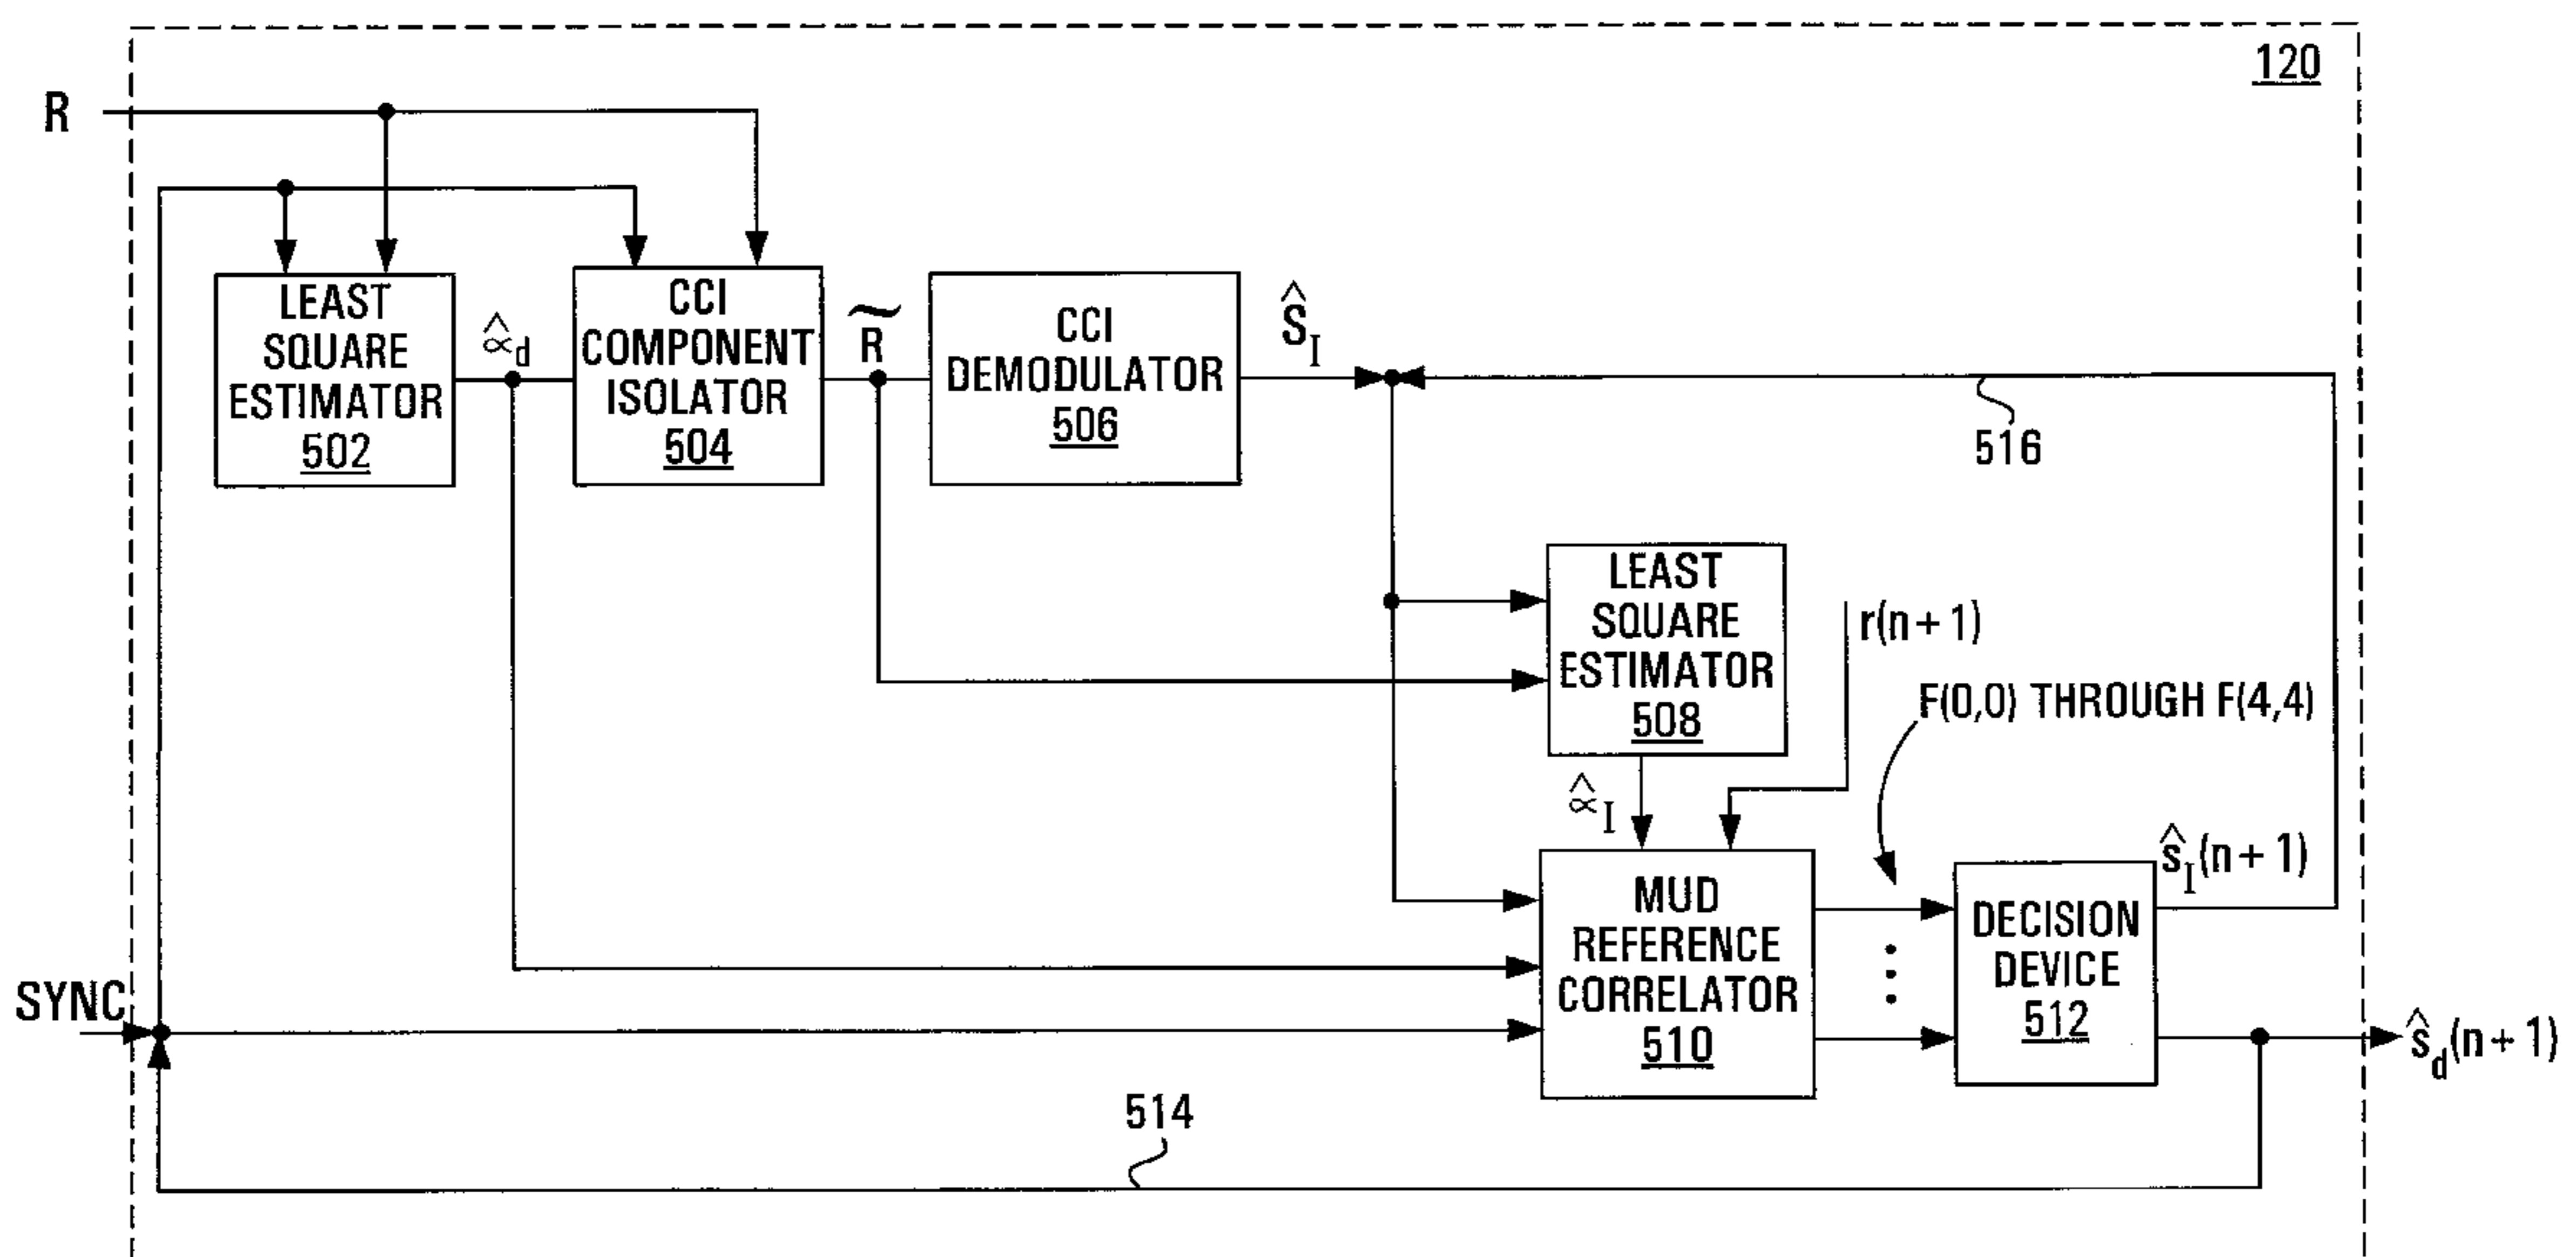 120
R
LEAST
SQUARE
ESTIMATOR
502
α̂d
CCI
COMPONENT
ISOLATOR
504
R̃
CCI
DEMODULATOR
506
ŜI
516
LEAST
SQUARE
ESTIMATOR
508
r(n+1)
F(0,0) THROUGH F(4,4)
α̂I
MUD
REFERENCE
CORRELATOR
510
DECISION
DEVICE
512
ŝI(n+1)
SYNC
ŝd(n+1)
514